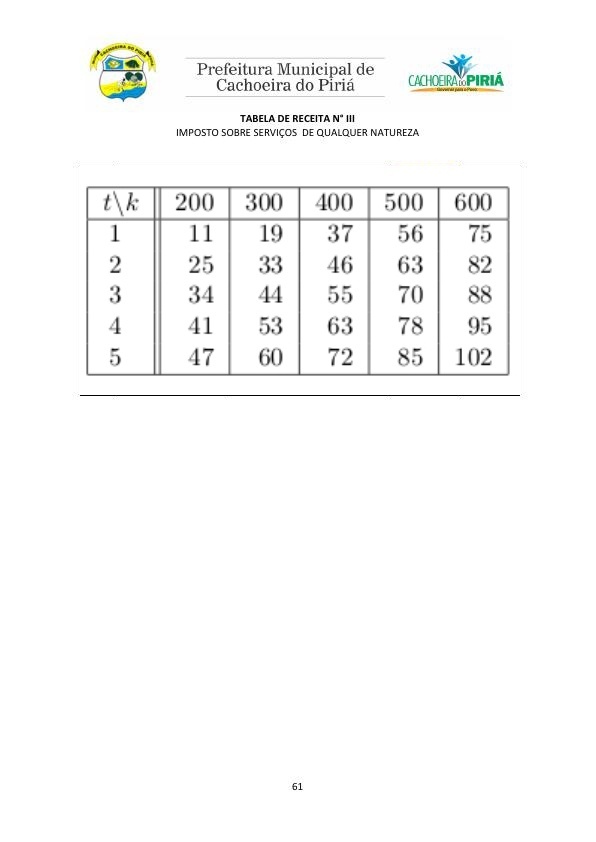 CACHOEIRA DO PIRIÁ
Prefeitura Municipal de
Cachoeira do Piriá
CACHOEIRA DO PIRIÁ
Governar para o Povo
TABELA DE RECEITA N° III
IMPOSTO SOBRE SERVIÇOS DE QUALQUER NATUREZA
t\k 200 300 400 500 600
1 11 19 37 56 75
2 25 33 46 63 82
3 34 44 55 70 88
4 41 53 63 78 95
5 47 60 72 85 102
61